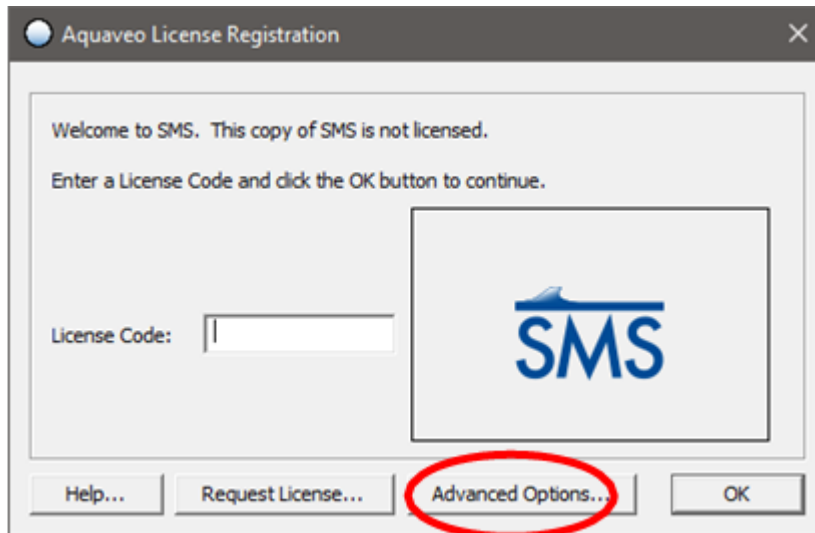 Aquaveo License Registration
Welcome to SMS. This copy of SMS is not licensed.
Enter a License Code and click the OK button to continue.
License Code:
SMS
Help...
Request License...
Advanced Options...
OK